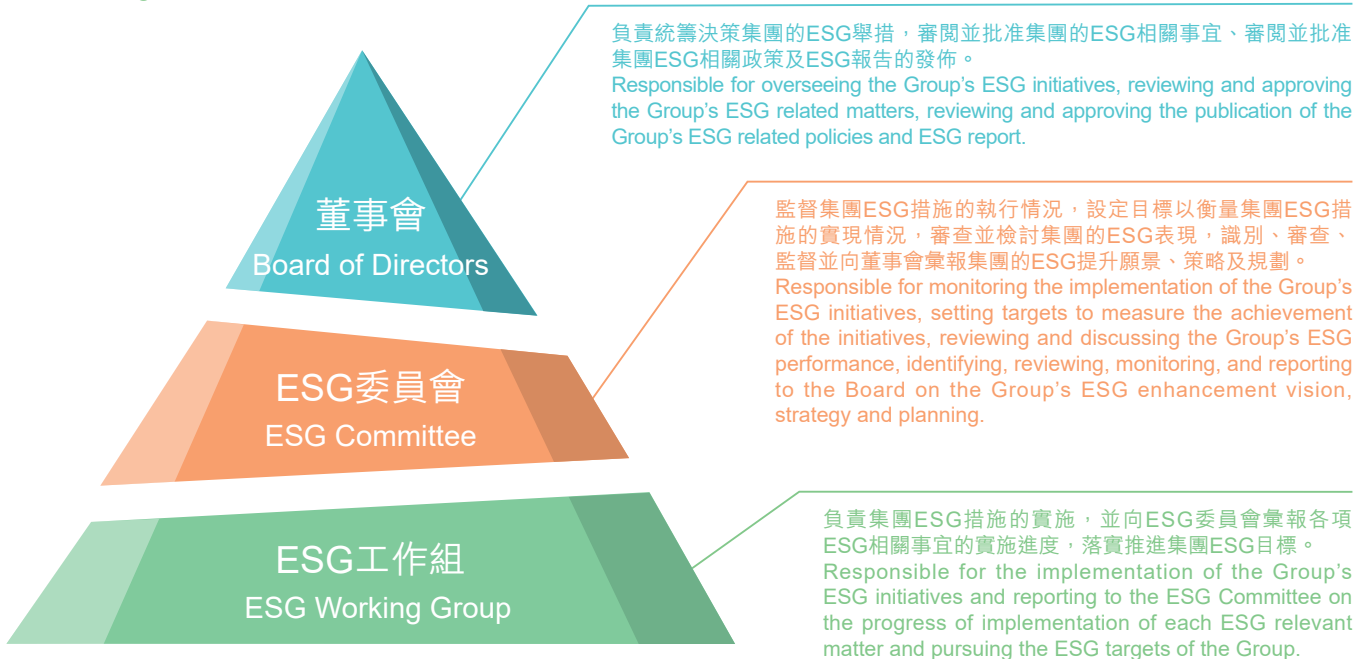 負責統籌決策集團的ESG舉措，審閱並批准集團的ESG相關事宜、審閱並批准
集團ESG相關政策及ESG報告的發佈。
Responsible for overseeing the Group’s ESG initiatives, reviewing and approving
the Group’s ESG related matters, reviewing and approving the publication of the
Group’s ESG related policies and ESG report.
董事會
Board of Directors
監督集團ESG措施的執行情況，設定目標以衡量集團ESG措
施的實現情況，審查並檢討集團的ESG表現，識別、審查、
監督並向董事會彙報集團的ESG提升願景、策略及規劃。
Responsible for monitoring the implementation of the Group’s
ESG initiatives, setting targets to measure the achievement
of the initiatives, reviewing and discussing the Group’s ESG
performance, identifying, reviewing, monitoring, and reporting
to the Board on the Group’s ESG enhancement vision,
strategy and planning.
ESG委員會
ESG Committee
負責集團ESG措施的實施，並向ESG委員會彙報各項
ESG相關事宜的實施進度，落實推進集團ESG目標。
Responsible for the implementation of the Group’s
ESG initiatives and reporting to the ESG Committee on
the progress of implementation of each ESG relevant
matter and pursuing the ESG targets of the Group.
ESG工作組
ESG Working Group